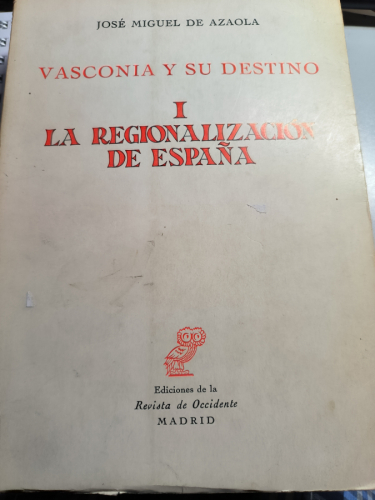 JOSÉ MIGUEL DE AZAOLA
VASCONIA Y SU DESTINO
I
LA REGIONALIZACION
DE ESPAÑA
Ediciones de la
Revista de Occidente
MADRID